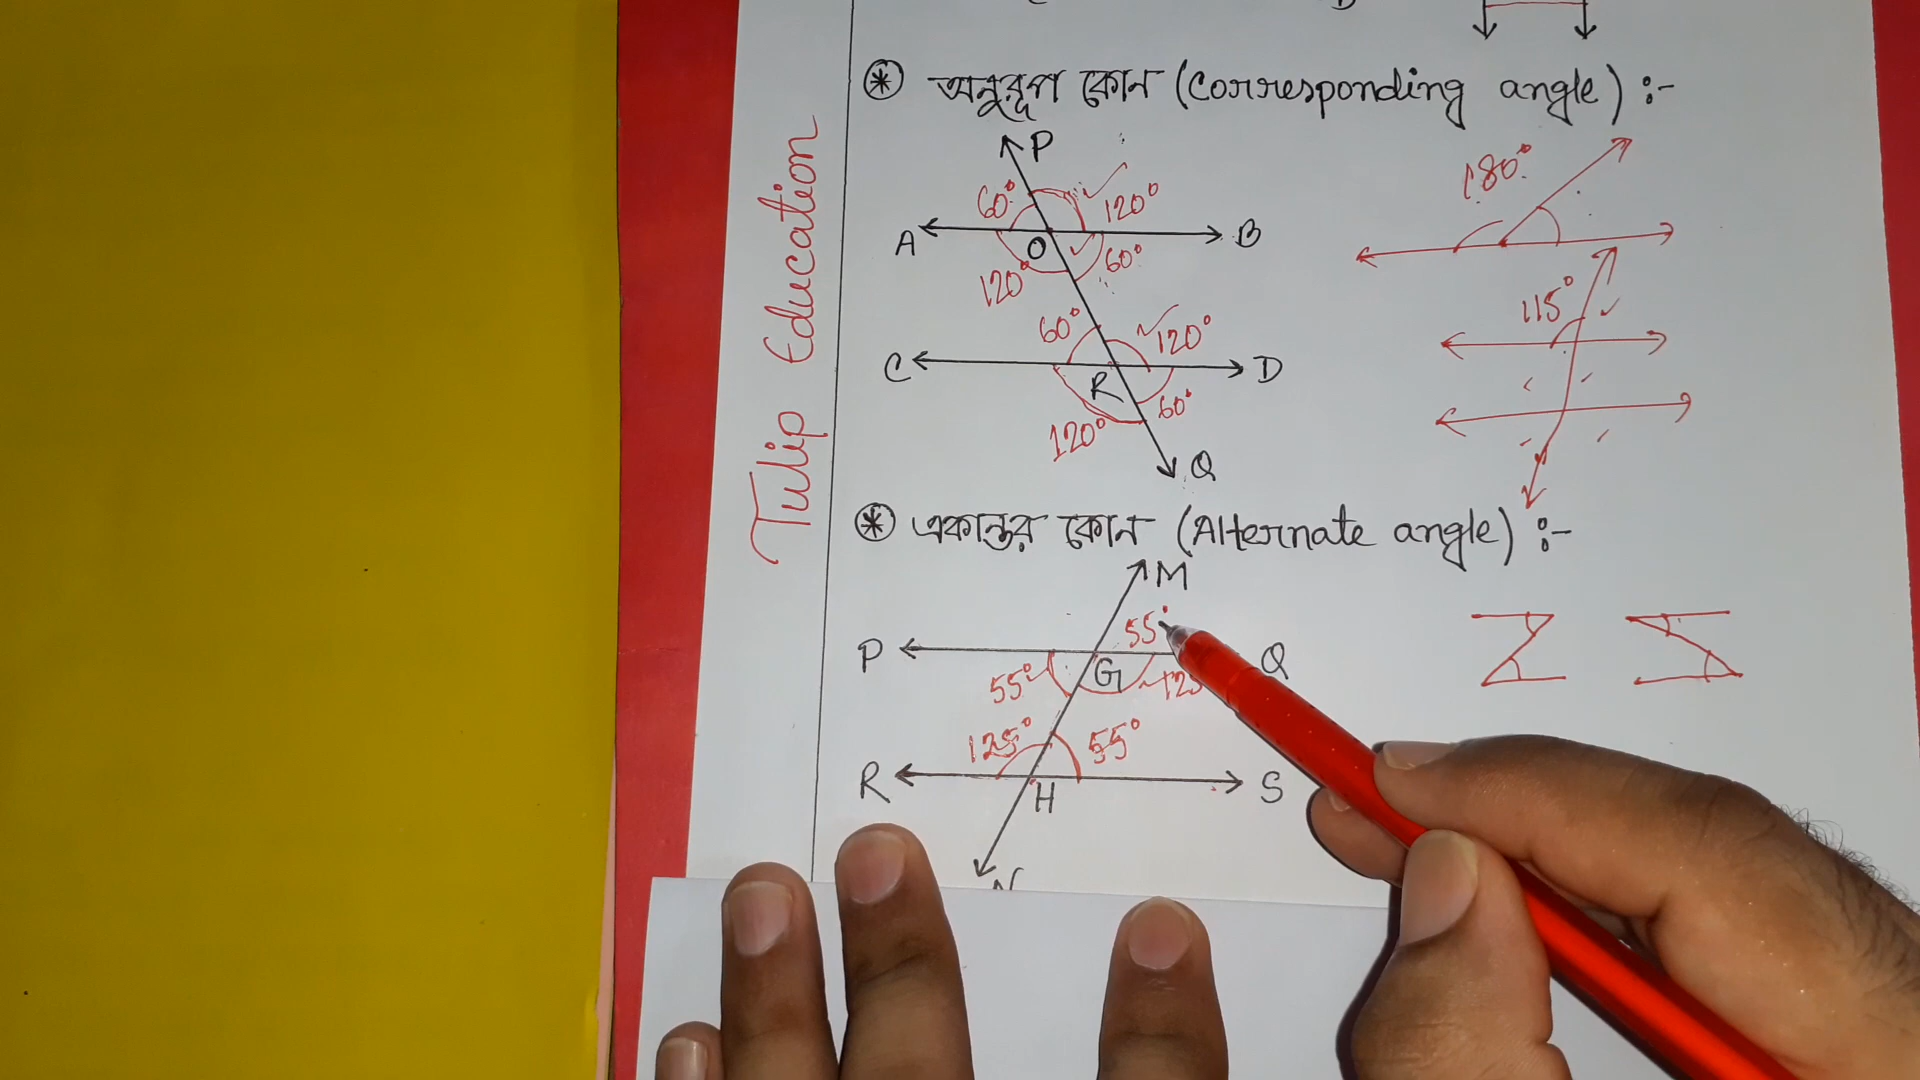 Tulip Education
⊛ অনুরূপ কোন (Corresponding angle) :-
P
60° 120°
A O B
120° 60°
60° 120°
C R D
120° 60°
Q
180°
115°
⊛ একান্তর কোন (Alternate angle) :-
M
55°
P G Q
55°
125° 55°
R H S
N